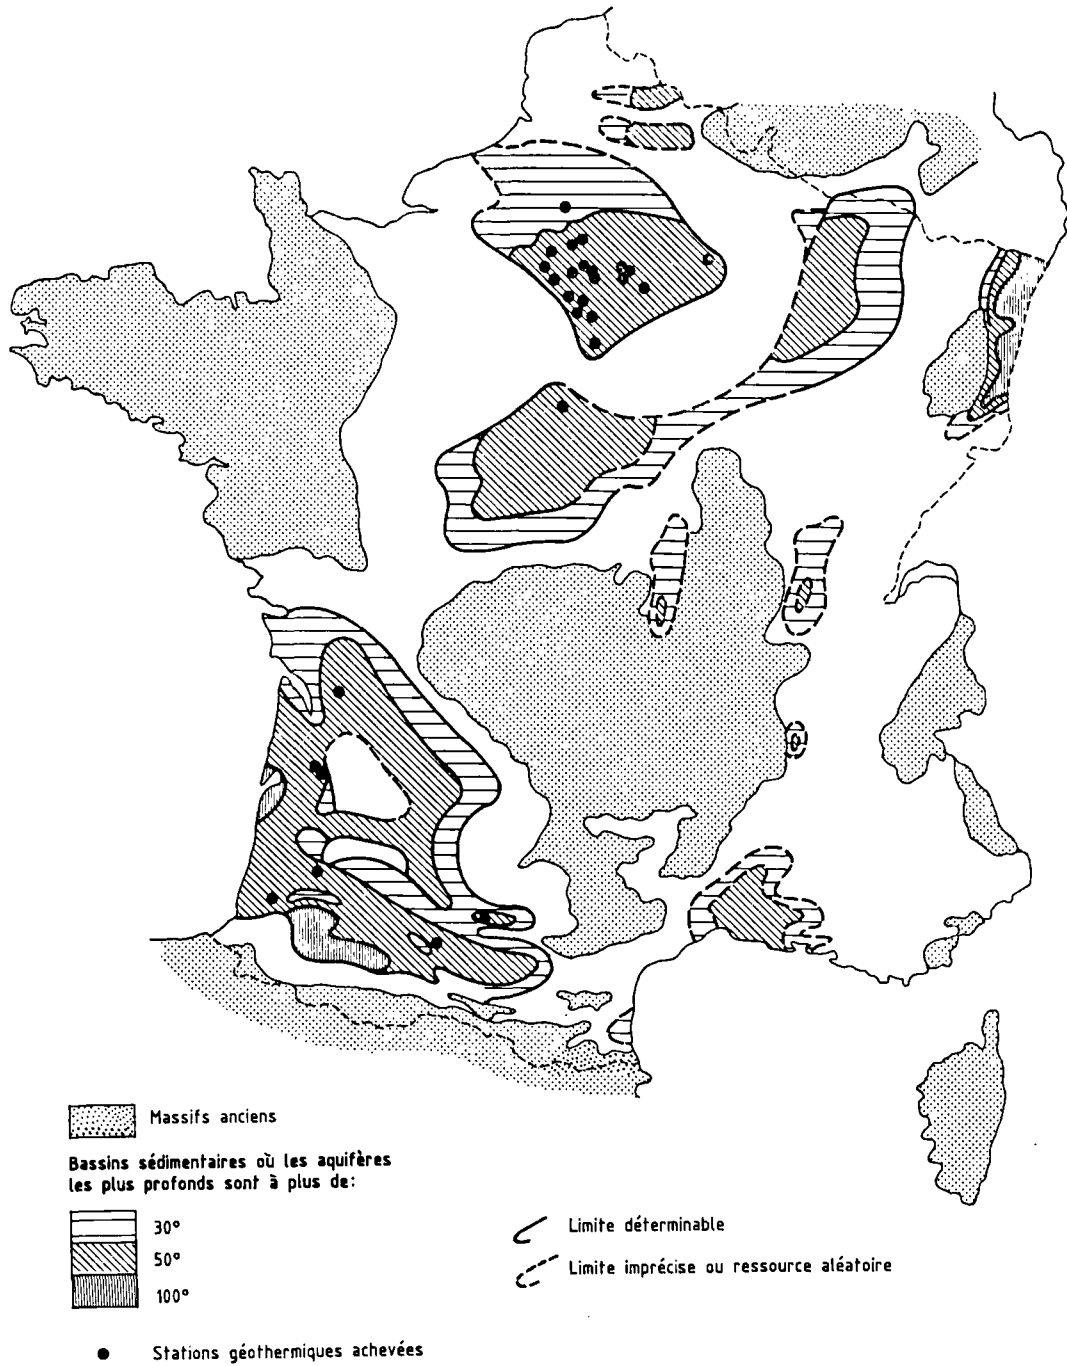 Massifs anciens
Bassins sédimentaires où les aquifères
les plus profonds sont à plus de:
30°
50°
100°
Limite déterminable
Limite imprécise ou ressource aléatoire
Stations géothermiques achevées